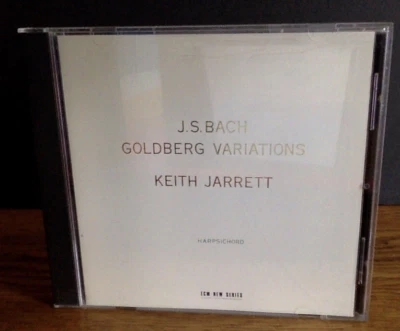 J.S.BACH
GOLDBERG VARIATIONS
KEITH JARRETT
HARPSICHORD
ECM NEW SERIES